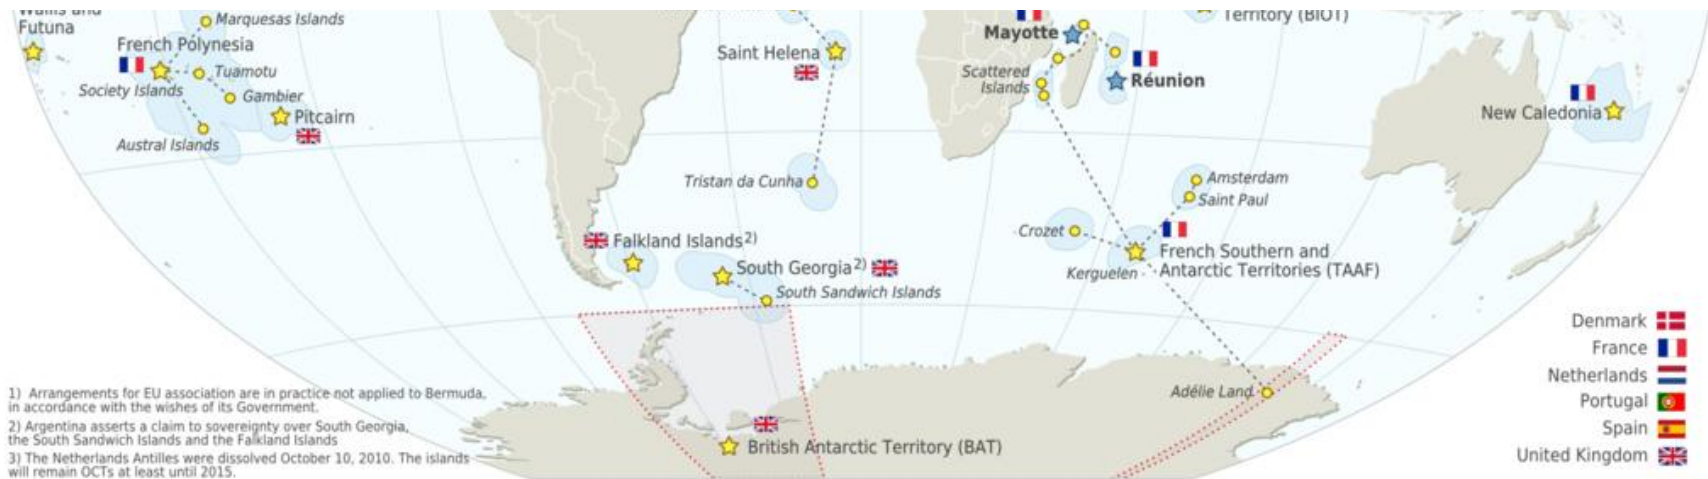 Wallis and
Futuna
Marquesas Islands
French Polynesia
Society Islands
Tuamotu
Gambier
Pitcairn
Austral Islands
Saint Helena
Tristan da Cunha
Falkland Islands2)
South Georgia2)
South Sandwich Islands
Territory (BIOT)
Mayotte
Scattered
Islands
Réunion
New Caledonia
Amsterdam
Saint Paul
Crozet
Kerguelen
French Southern and
Antarctic Territories (TAAF)
Adélie Land
British Antarctic Territory (BAT)
Denmark
France
Netherlands
Portugal
Spain
United Kingdom
1) Arrangements for EU association are in practice not applied to Bermuda,
in accordance with the wishes of its Government.
2) Argentina asserts a claim to sovereignty over South Georgia,
the South Sandwich Islands and the Falkland Islands
3) The Netherlands Antilles were dissolved October 10, 2010. The islands
will remain OCTs at least until 2015.